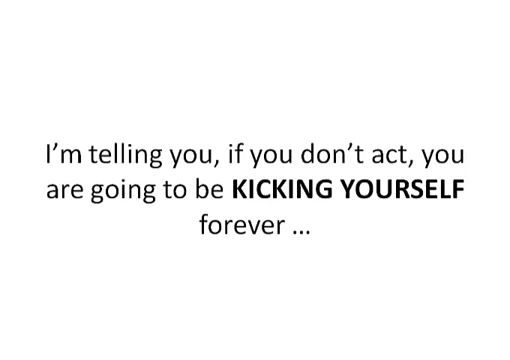 I’m telling you, if you don’t act, you
are going to be KICKING YOURSELF
forever …